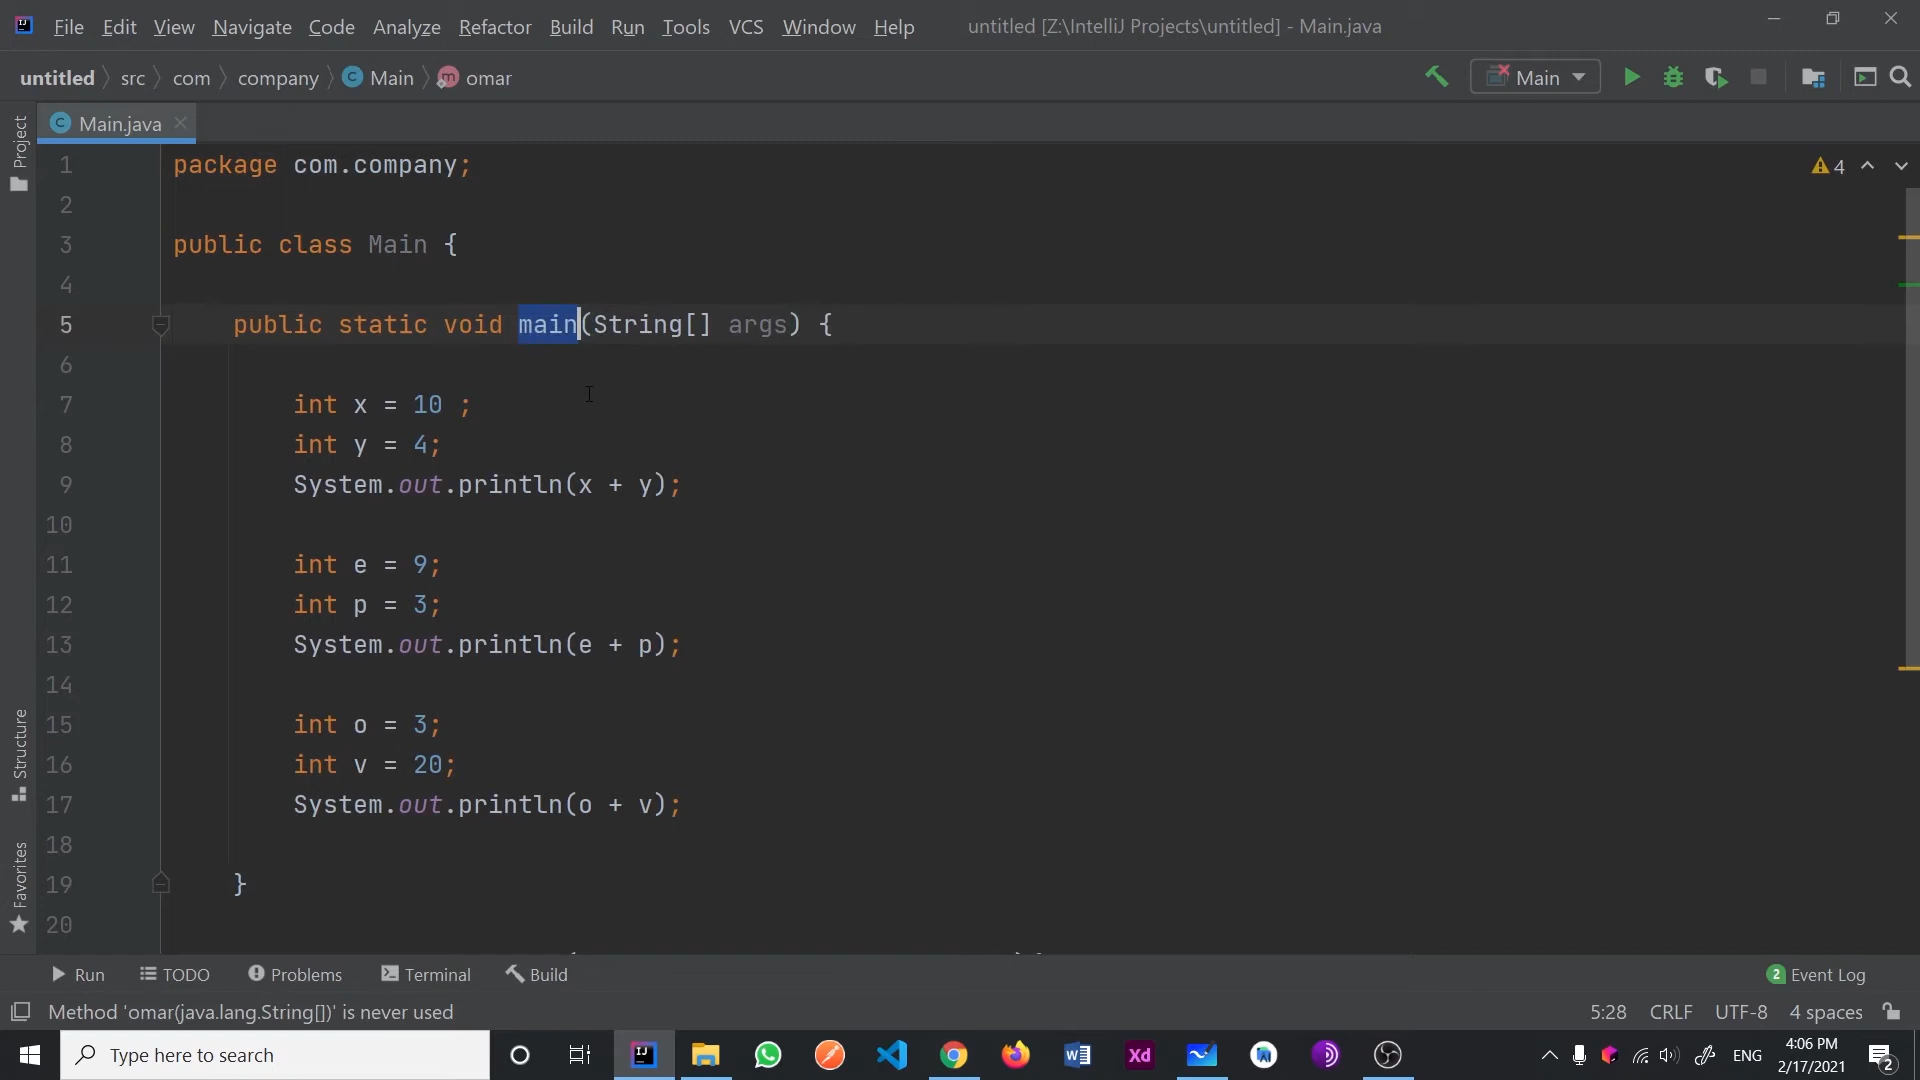 File Edit View Navigate Code Analyze Refactor Build Run Tools VCS Window Help untitled [Z:\IntelliJ Projects\untitled] - Main.java
untitled src com company Main omar Main
Main.java
Project
Structure
Favorites
1 package com.company;
4
2
3 public class Main {
4
5 public static void main(String[] args) {
6
7 int x = 10 ;
8 int y = 4;
9 System.out.println(x + y);
10
11 int e = 9;
12 int p = 3;
13 System.out.println(e + p);
14
15 int o = 3;
16 int v = 20;
17 System.out.println(o + v);
18
19 }
20
Run TODO Problems Terminal Build 2 Event Log
Method 'omar(java.lang.String[])' is never used 5:28 CRLF UTF-8 4 spaces
Type here to search ENG 4:06 PM
2/17/2021 2